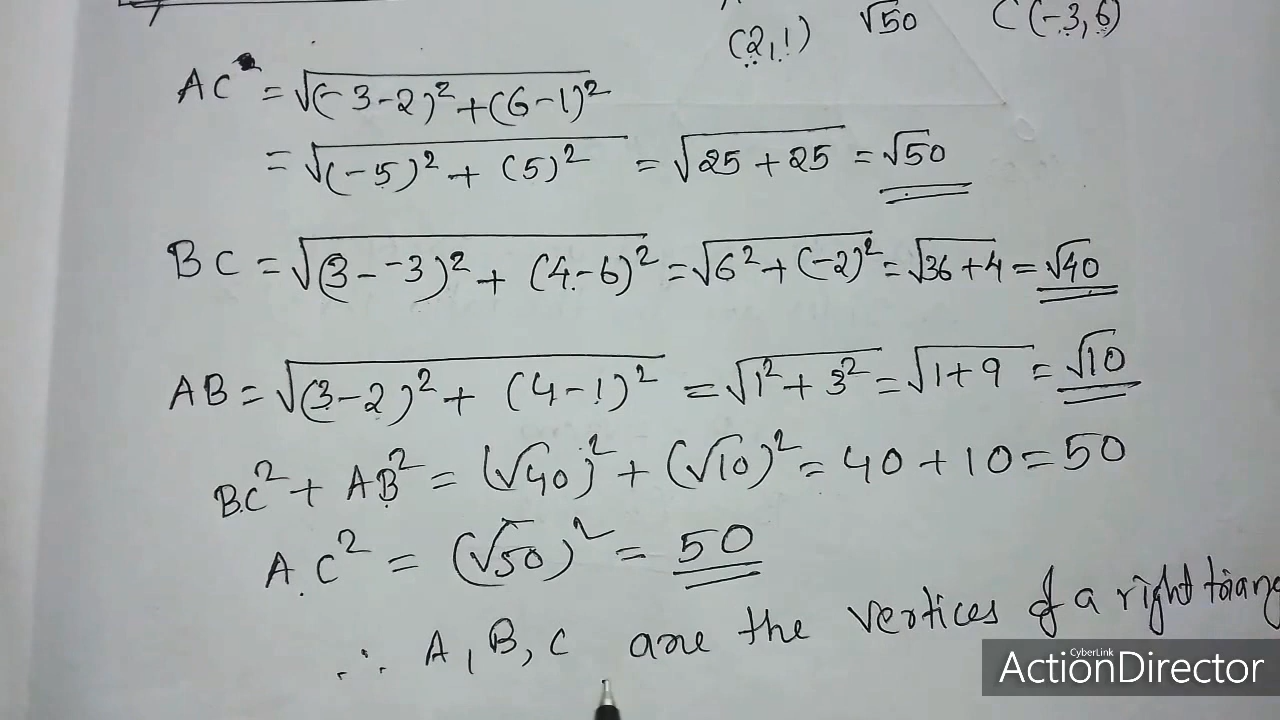 (2,1) √50 C(-3,6)
AC = √(-3-2)² + (6-1)²
= √(-5)² + (5)² = √25 + 25 = √50
BC = √(3--3)² + (4-6)² = √6² + (-2)² = √36+4 = √40
AB = √(3-2)² + (4-1)² = √1² + 3² = √1+9 = √10
BC² + AB² = (√40)² + (√10)² = 40 + 10 = 50
AC² = (√50)² = 50
∴ A, B, C are the vertices of a right triang
CyberLink
ActionDirector